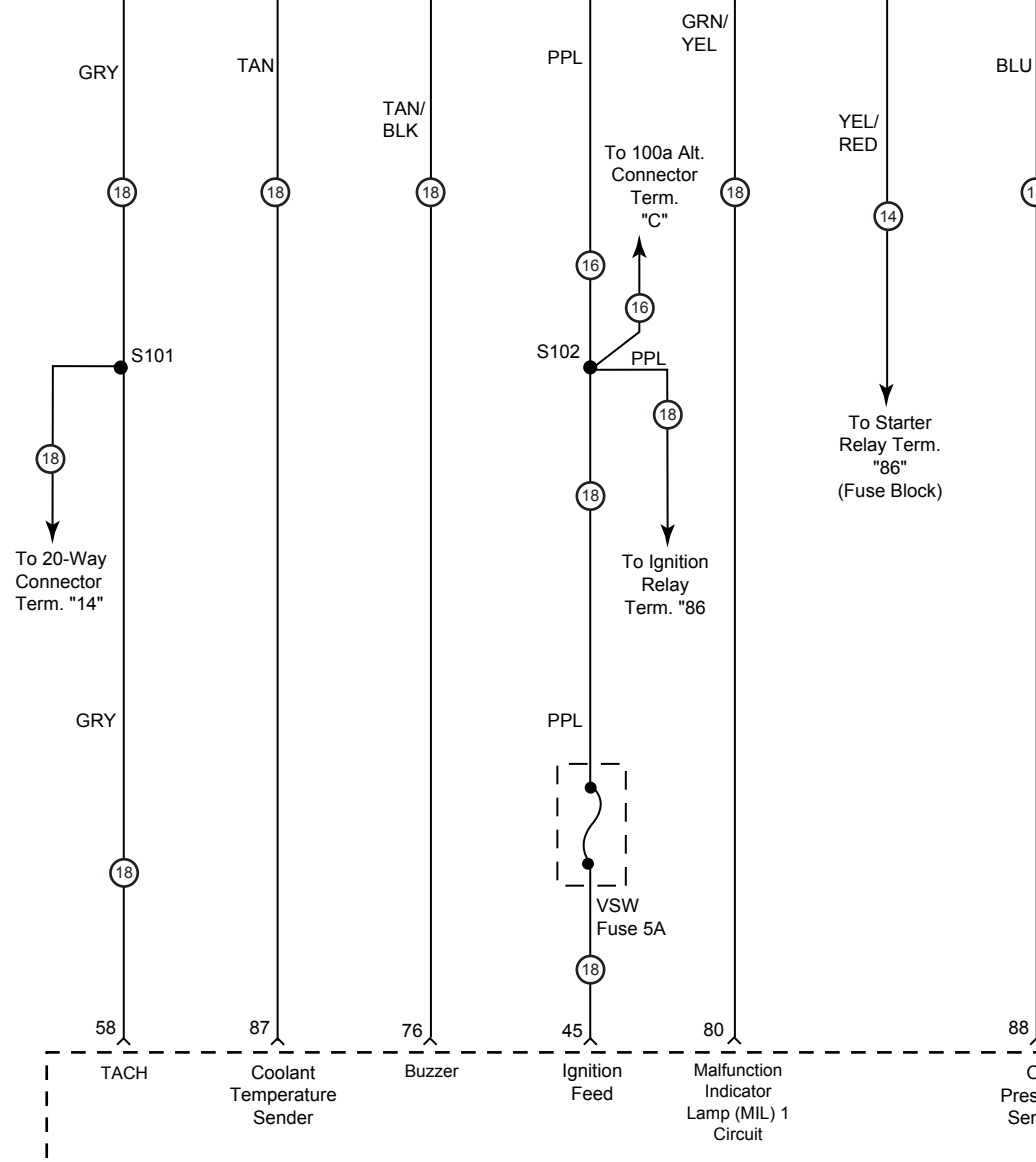 GRN/
YEL
GRY
TAN
PPL
BLU
TAN/
BLK
YEL/
RED
To 100a Alt.
Connector
Term.
"C"
18
18
18
18
14
16
16
S101
S102
PPL
18
18
18
To Starter
Relay Term.
"86"
(Fuse Block)
To 20-Way
Connector
Term. "14"
To Ignition
Relay
Term. "86
GRY
PPL
18
VSW
Fuse 5A
18
58
87
76
45
80
88
TACH
Coolant
Temperature
Sender
Buzzer
Ignition
Feed
Malfunction
Indicator
Lamp (MIL) 1
Circuit